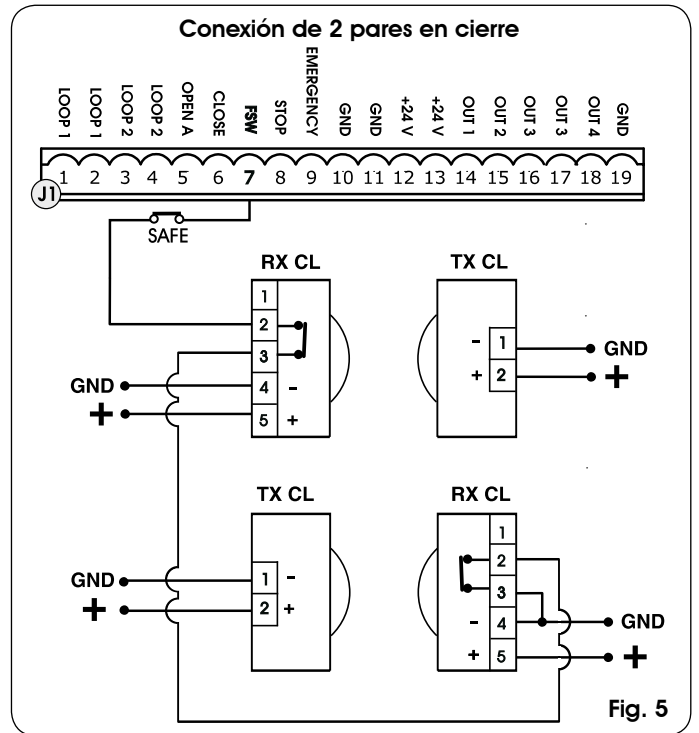 Conexión de 2 pares en cierre
LOOP 1 LOOP 1 LOOP 2 LOOP 2 OPEN A CLOSE FSW STOP EMERGENCY GND GND +24 V +24 V OUT 1 OUT 2 OUT 3 OUT 3 OUT 4 GND
1 2 3 4 5 6 7 8 9 10 11 12 13 14 15 16 17 18 19
J1
SAFE
RX CL
1
2
3
GND 4 -
+ 5 +
TX CL
- 1 GND
+ 2 +
TX CL
GND 1 -
+ 2 +
RX CL
1
2
3
- 4 GND
+ 5 +
Fig. 5